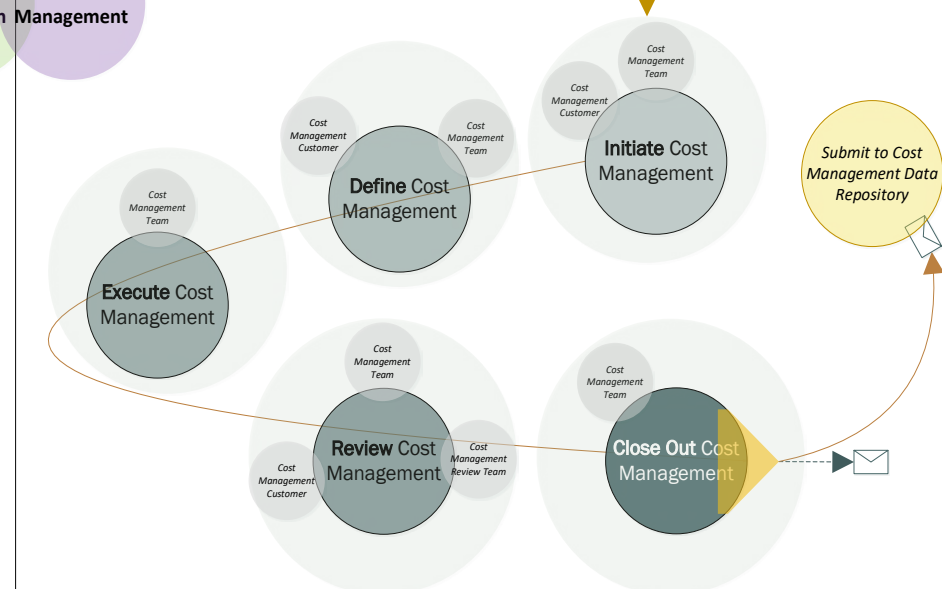 Management
Cost
Management
Team
Cost
Management
Customer
Initiate Cost
Management
Cost
Management
Customer
Cost
Management
Team
Define Cost
Management
Submit to Cost
Management Data
Repository
Cost
Management
Team
Execute Cost
Management
Cost
Management
Team
Review Cost
Management
Cost
Management
Customer
Cost
Management
Review Team
Cost
Management
Team
Close Out Cost
Management